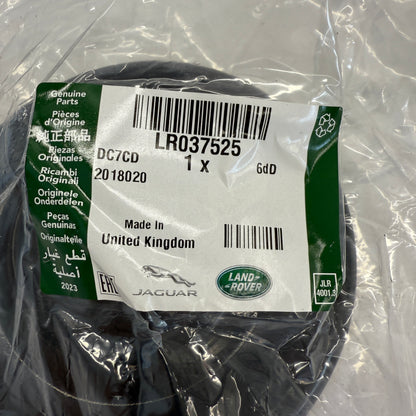 Genuine
Parts
Pièces
d'Origine
純正部品
Piezas
Originales
Ricambi
Originali
Originele
Onderdelen
Peças
Genuínas
Originalteile
قطع غيار
أصلية
2023
LR037525
DC7CD 1 x 6dD
2018020
Made In
United Kingdom
EAC
JAGUAR
LAND-
-ROVER
JLR
4001.3